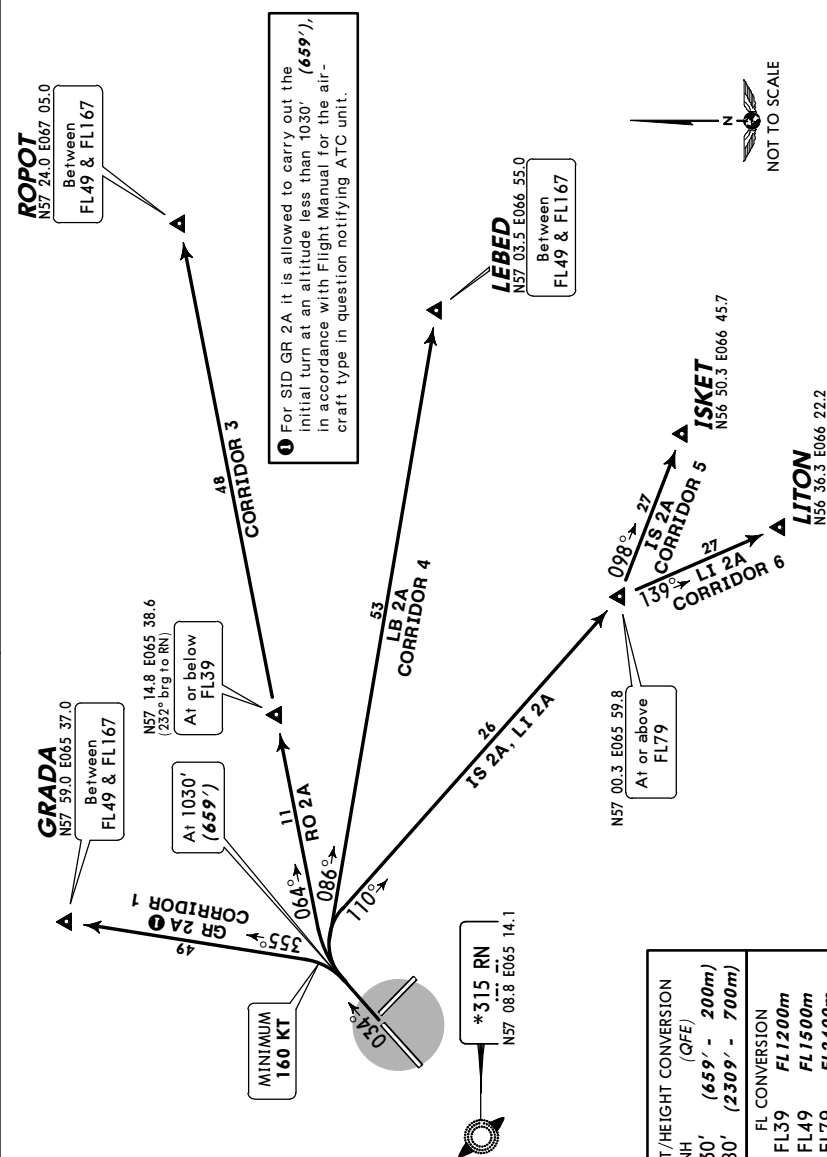 ROPOT
N57 24.0 E067 05.0
Between
FL49 & FL167
❶ For SID GR 2A it is allowed to carry out the
initial turn at an altitude less than 1030' (659'),
in accordance with Flight Manual for the air-
craft type in question notifying ATC unit.
N
NOT TO SCALE
GRADA
N57 59.0 E065 37.0
Between
FL49 & FL167
N57 14.8 E065 38.6
(232° brg to RN)
At or below
FL39
At 1030'
(659')
48
CORRIDOR 3
11
RO 2A
064°
49
GR 2A ❶
CORRIDOR 1
355°
MINIMUM
160 KT
034°
086°
53
LB 2A
CORRIDOR 4
LEBED
N57 03.5 E066 55.0
Between
FL49 & FL167
110°
26
IS 2A, LI 2A
N57 00.3 E065 59.8
At or above
FL79
098°
27
IS 2A
CORRIDOR 5
ISKET
N56 50.3 E066 45.7
139°
27
LI 2A
CORRIDOR 6
LITON
N56 36.3 E066 22.2
*315 RN
N57 08.8 E065 14.1
T/HEIGHT CONVERSION
NH (QFE)
30' (659' - 200m)
80' (2309' - 700m)
FL CONVERSION
FL39 FL1200m
FL49 FL1500m
FL79